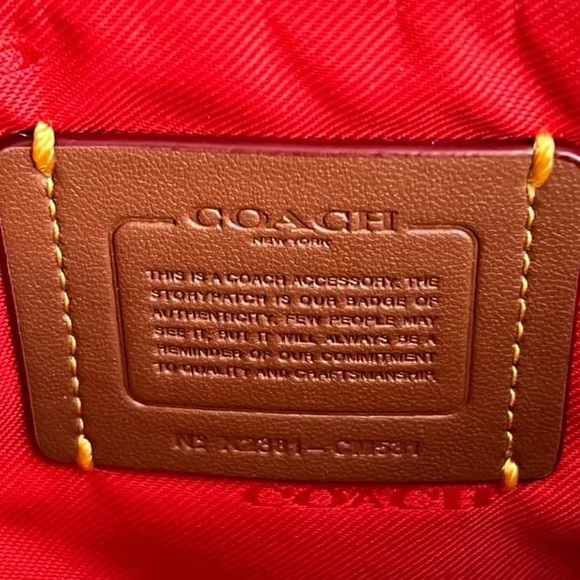 COACH
NEW YORK
THIS IS A COACH ACCESSORY. THE
STORYPATCH IS OUR BADGE OF
AUTHENTICITY. FEW PEOPLE MAY
SEE IT, BUT IT WILL ALWAYS BE A
REMINDER OF OUR COMMITMENT
TO QUALITY AND CRAFTSMANSHIP.
COACH